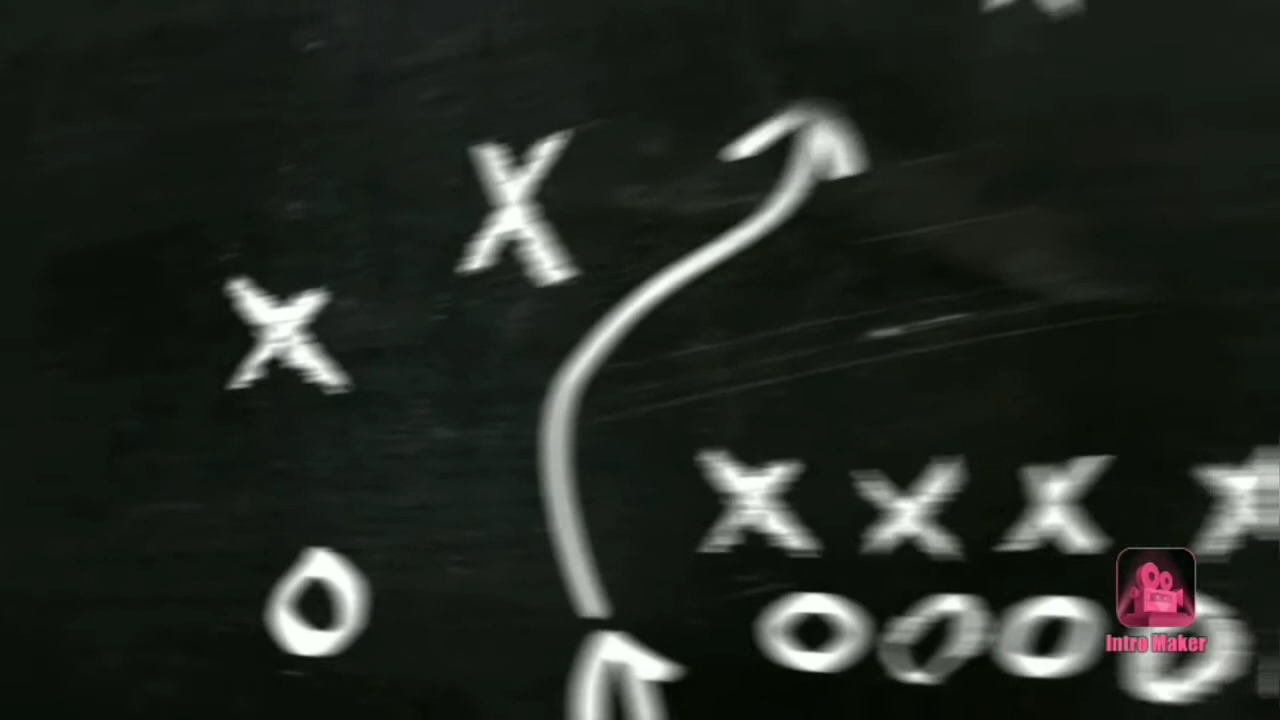 X
X
X X X X
O
O O O O
Intro Maker